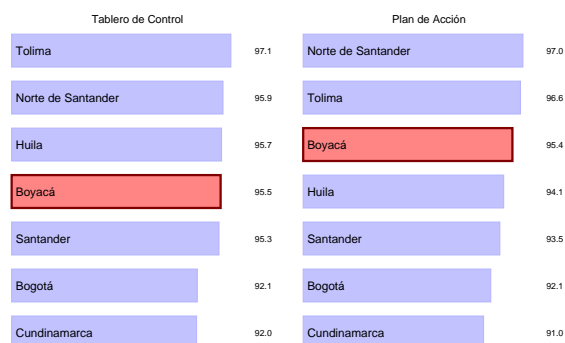 Tablero de Control
Tolima 97.1
Norte de Santander 95.9
Huila 95.7
Boyacá 95.5
Santander 95.3
Bogotá 92.1
Cundinamarca 92.0
Plan de Acción
Norte de Santander 97.0
Tolima 96.6
Boyacá 95.4
Huila 94.1
Santander 93.5
Bogotá 92.1
Cundinamarca 91.0